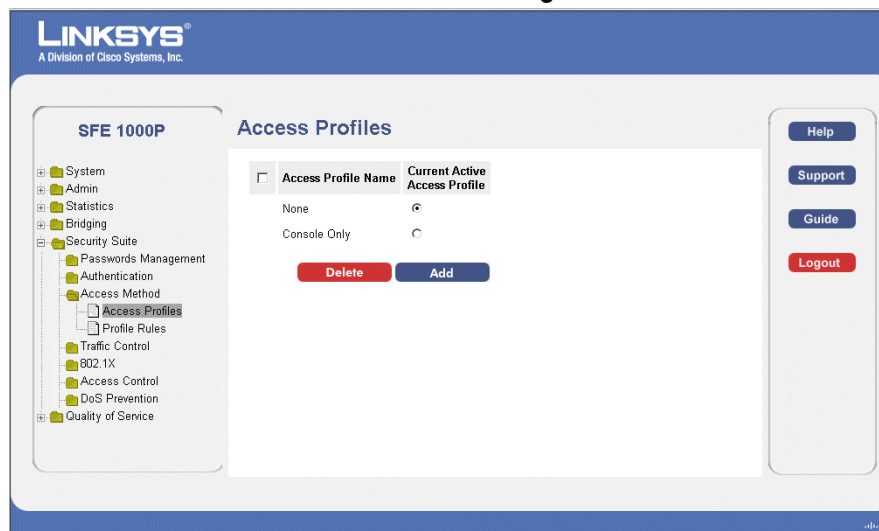 LINKSYS®
A Division of Cisco Systems, Inc.
SFE 1000P
System
Admin
Statistics
Bridging
Security Suite
Passwords Management
Authentication
Access Method
Access Profiles
Profile Rules
Traffic Control
802.1X
Access Control
DoS Prevention
Quality of Service
Access Profiles
Access Profile Name
Current Active
Access Profile
None
Console Only
Delete
Add
Help
Support
Guide
Logout